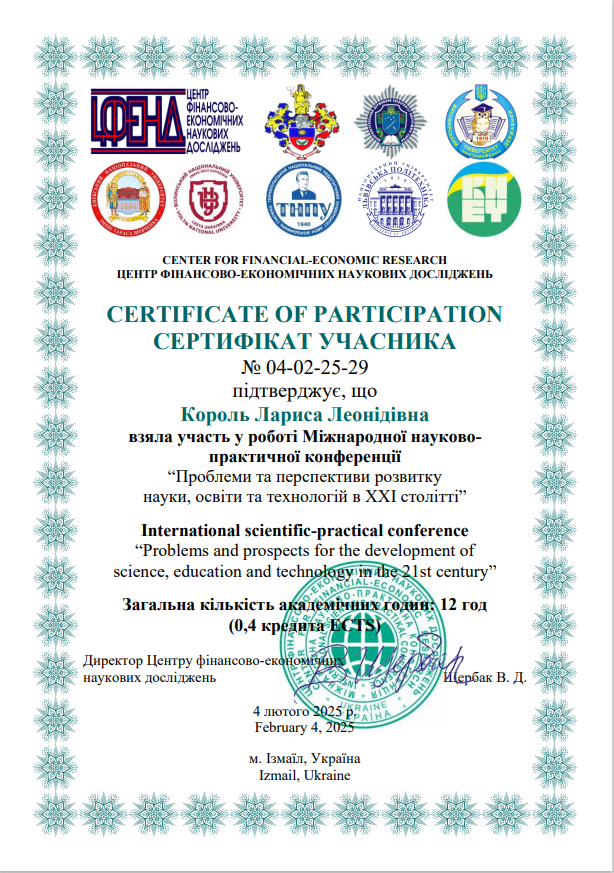 ЦФЕНД
ЦЕНТР
ФІНАНСОВО-
ЕКОНОМІЧНИХ
НАУКОВИХ
ДОСЛІДЖЕНЬ
ТНПУ
1940
CENTER FOR FINANCIAL-ECONOMIC RESEARCH
ЦЕНТР ФІНАНСОВО-ЕКОНОМІЧНИХ НАУКОВИХ ДОСЛІДЖЕНЬ
CERTIFICATE OF PARTICIPATION
СЕРТИФІКАТ УЧАСНИКА
№ 04-02-25-29
підтверджує, що
Король Лариса Леонідівна
взяла участь у роботі Міжнародної науково-
практичної конференції
“Проблеми та перспективи розвитку
науки, освіти та технологій в XXI столітті”
International scientific-practical conference
“Problems and prospects for the development of
science, education and technology in the 21st century”
Загальна кількість академічних годин: 12 год
(0,4 кредита ECTS)
Директор Центру фінансово-економічних
наукових досліджень
Щербак В. Д.
UKRAINE
УКРАЇНА
4 лютого 2025 р.
February 4, 2025
м. Ізмаїл, Україна
Izmail, Ukraine